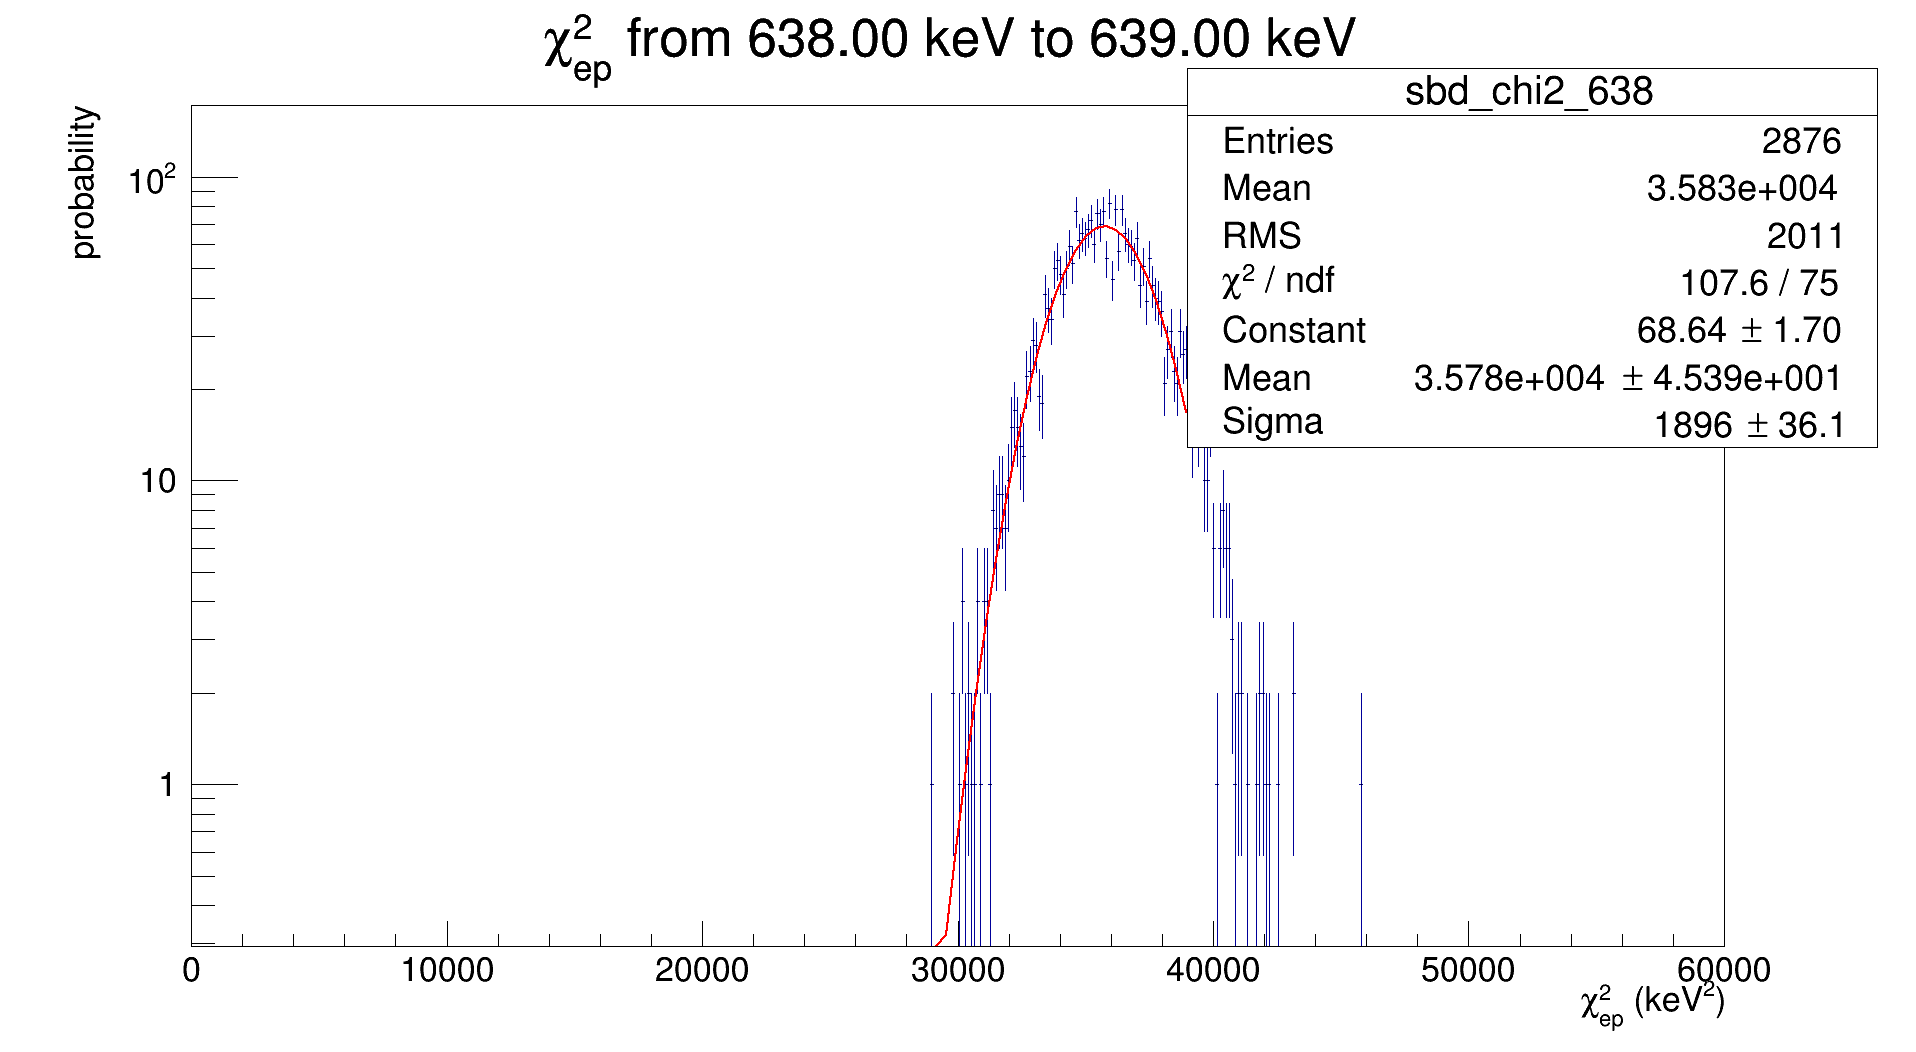 χ²ep from 638.00 keV to 639.00 keV
sbd_chi2_638
Entries 2876
Mean 3.583e+004
RMS 2011
χ² / ndf 107.6 / 75
Constant 68.64 ± 1.70
Mean 3.578e+004 ± 4.539e+001
Sigma 1896 ± 36.1
probability
10²
10
1
0 10000 20000 30000 40000 50000 60000
χ²ep (keV²)